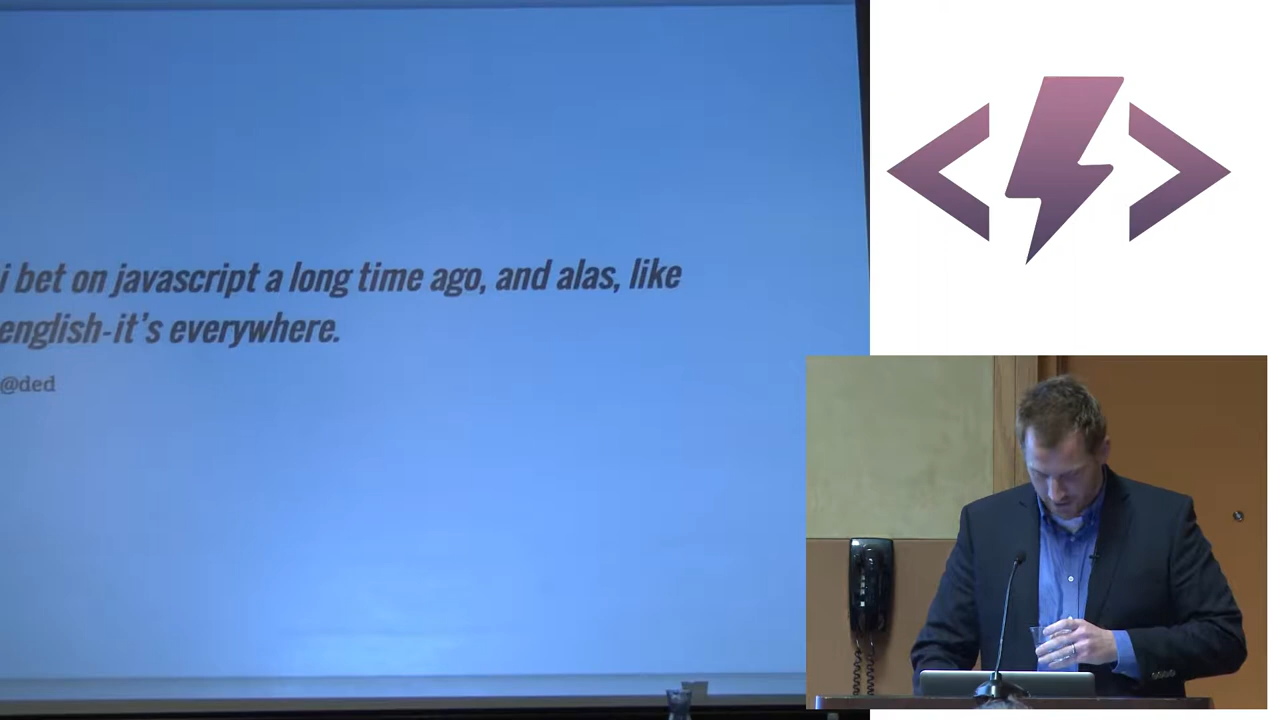 i bet on javascript a long time ago, and alas, like
english-it's everywhere.
@ded